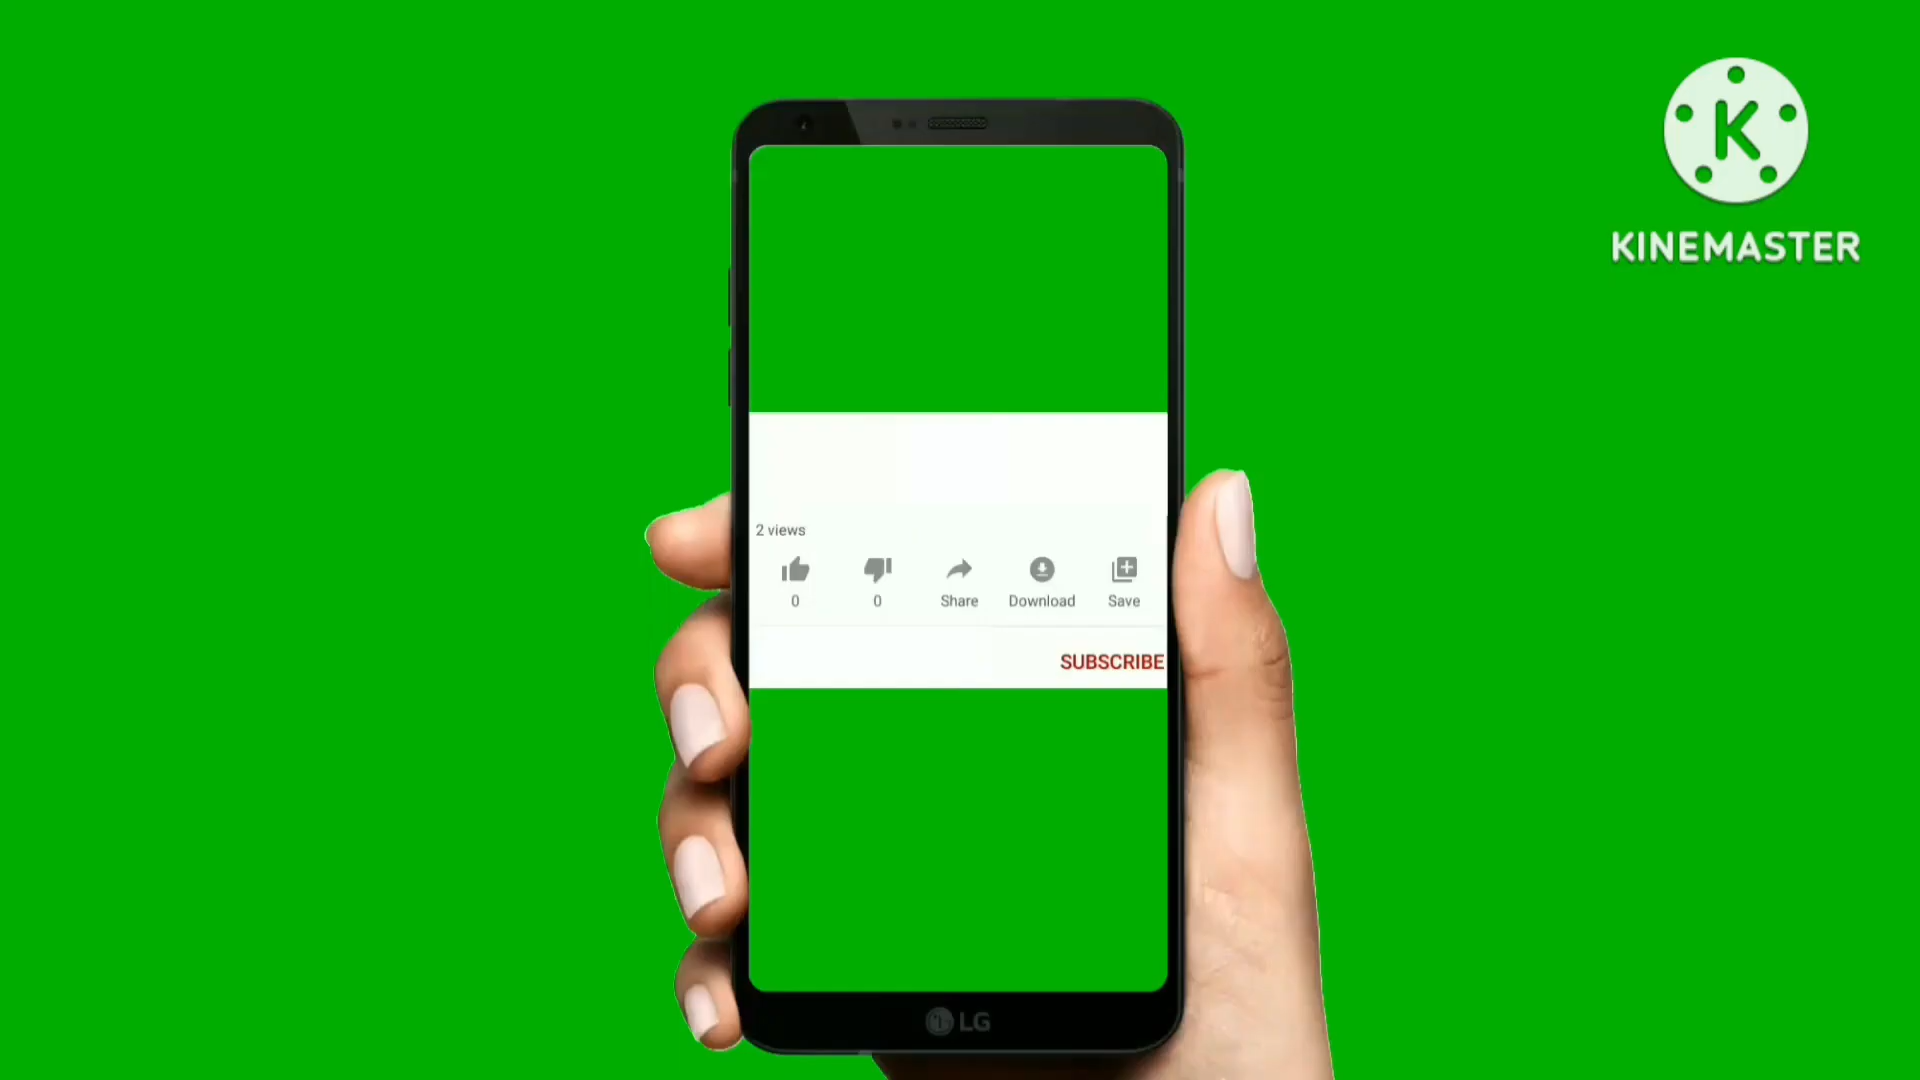 K
KINEMASTER
2 views
0 0 Share Download Save
SUBSCRIBE
LG